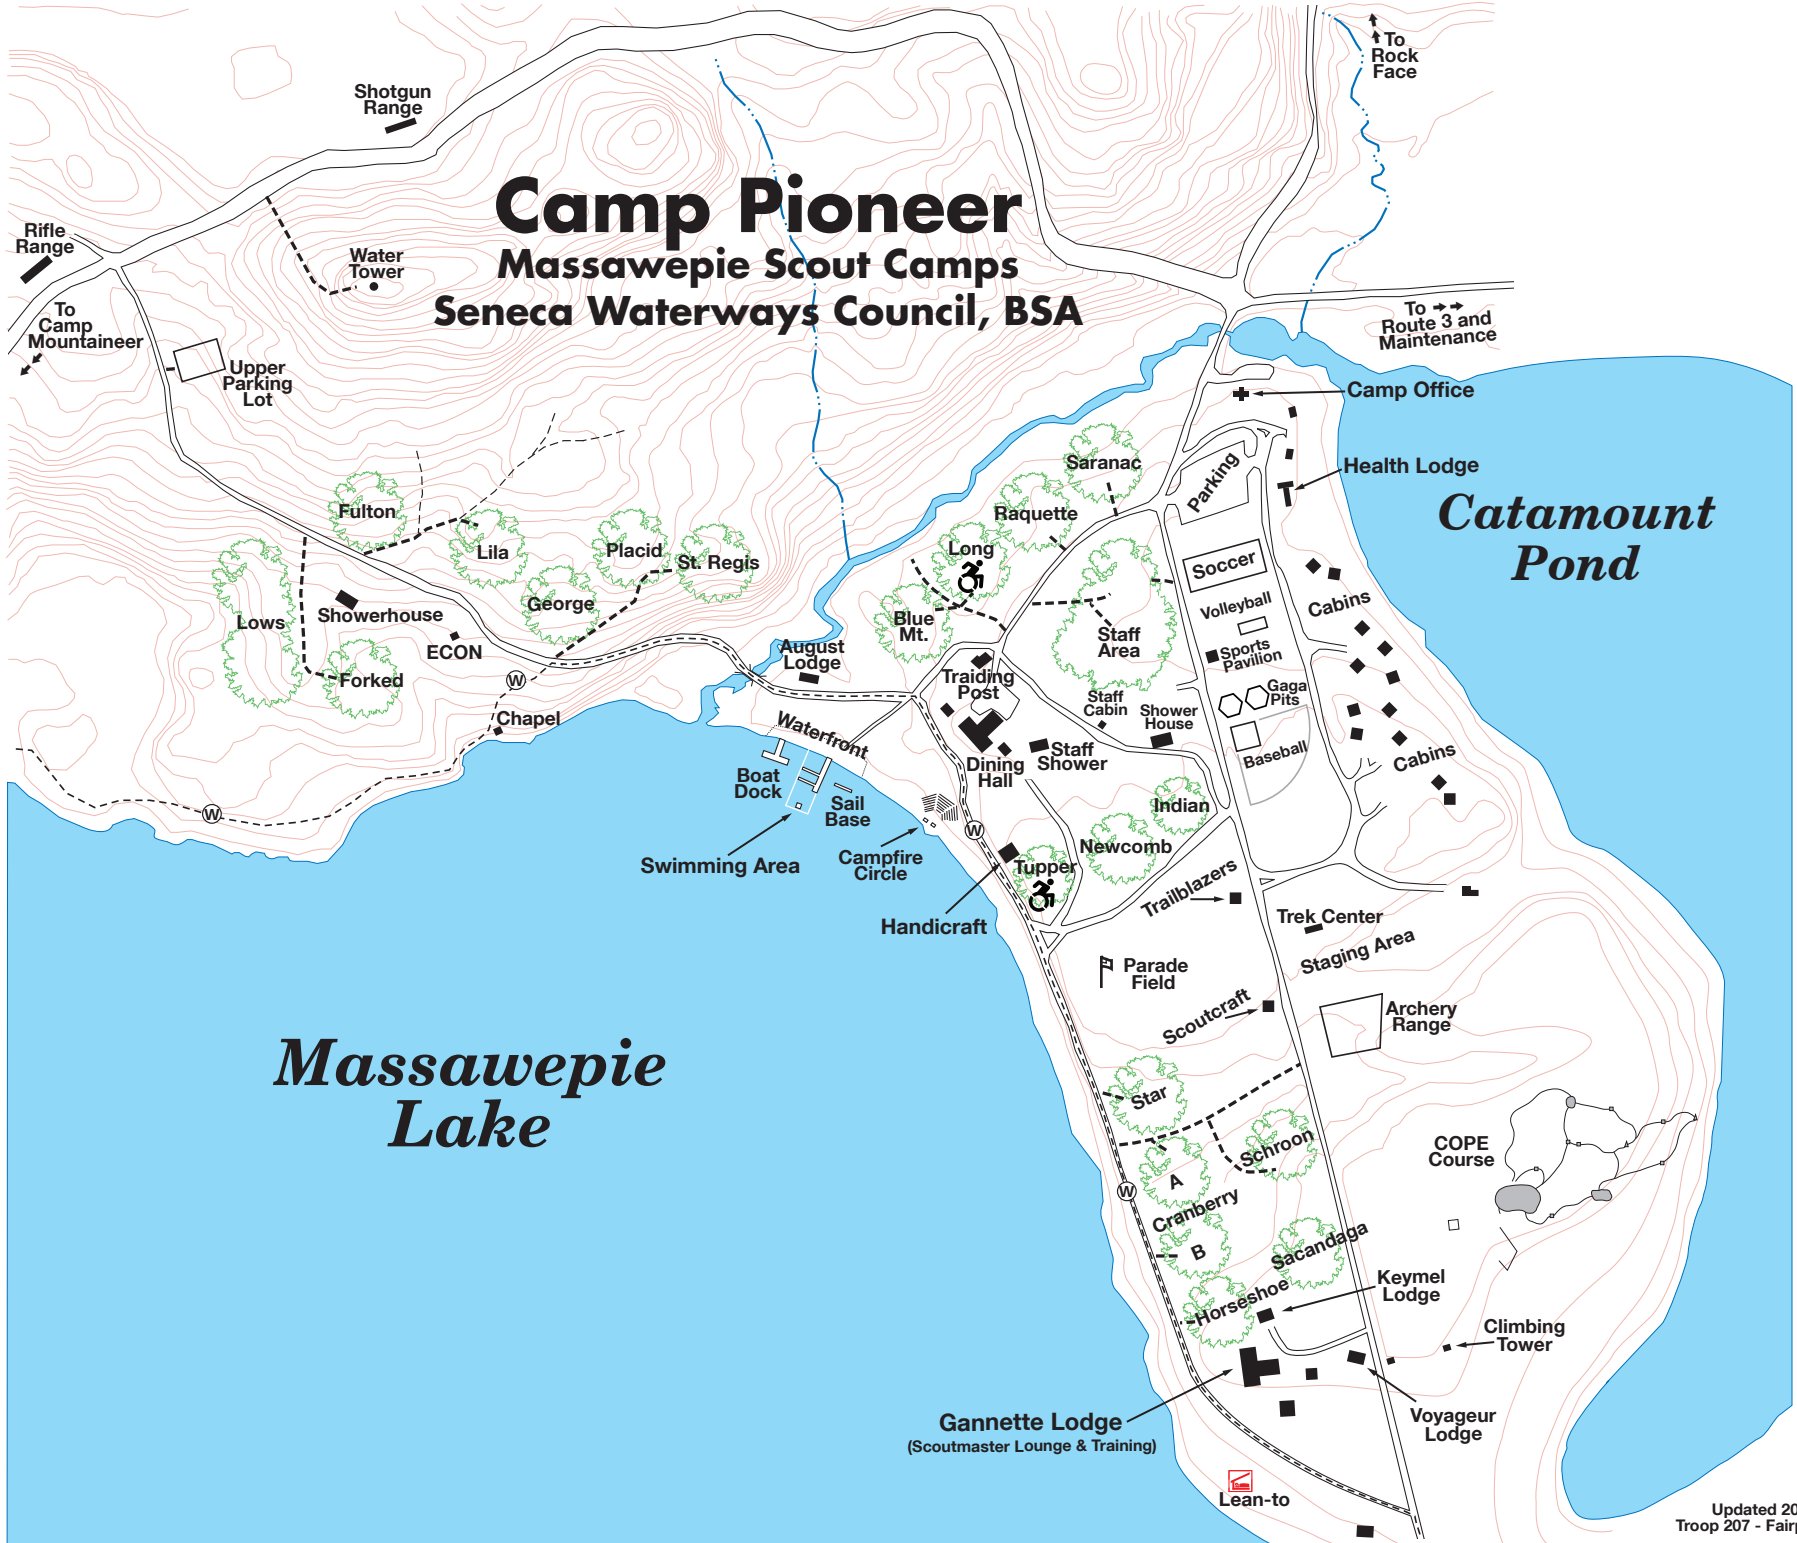 To
Rock
Face
Shotgun
Range
Camp Pioneer
Massawepie Scout Camps
Seneca Waterways Council, BSA
Rifle
Range
Water
Tower
To
Camp
Mountaineer
To
Route 3 and
Maintenance
Upper
Parking
Lot
Camp Office
Saranac
Parking
Health Lodge
Catamount
Pond
Fulton
Raquette
Lila
Placid
St. Regis
Long
Soccer
George
Volleyball
Cabins
Showerhouse
Lows
Blue
Mt.
Staff
Area
ECON
August
Lodge
Sports
Pavilion
Forked
W
Traiding
Post
Gaga
Pits
Staff
Cabin
Shower
House
Chapel
Waterfront
Baseball
Cabins
Staff
Shower
Dining
Hall
Boat
Dock
Sail
Base
Indian
W
W
Newcomb
Swimming Area
Campfire
Circle
Tupper
Trailblazers
Handicraft
Trek Center
Staging Area
Parade
Field
Scoutcraft
Archery
Range
Massawepie
Lake
Star
COPE
Course
Schroon
A
W
Cranberry
B
Sacandaga
Keymel
Lodge
Horseshoe
Climbing
Tower
Gannette Lodge
(Scoutmaster Lounge & Training)
Voyageur
Lodge
Lean-to
Updated 20
Troop 207 - Fairp